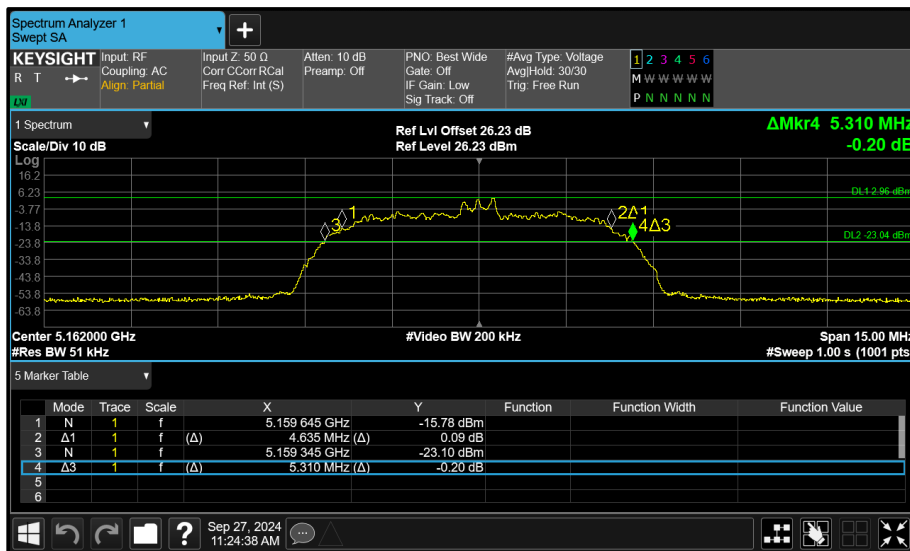 Spectrum Analyzer 1
Swept SA
KEYSIGHT
R T
LXI
Input: RF
Coupling: AC
Align: Partial
Input Z: 50 Ω
Corr CCorr RCal
Freq Ref: Int (S)
Atten: 10 dB
Preamp: Off
PNO: Best Wide
Gate: Off
IF Gain: Low
Sig Track: Off
#Avg Type: Voltage
Avg|Hold: 30/30
Trig: Free Run
1 2 3 4 5 6
M W W W W W
P N N N N N
1 Spectrum
Scale/Div 10 dB
Ref Lvl Offset 26.23 dB
Ref Level 26.23 dBm
ΔMkr4 5.310 MHz
-0.20 dB
Log
16.2
6.23
-3.77
-13.8
-23.8
-33.8
-43.8
-53.8
-63.8
DL1 2.96 dBm
DL2 -23.04 dBm
1
3
2Δ1
4Δ3
Center 5.162000 GHz
#Res BW 51 kHz
#Video BW 200 kHz
Span 15.00 MHz
#Sweep 1.00 s (1001 pts
5 Marker Table
Mode Trace Scale X Y Function Function Width Function Value
1 N 1 f 5.159 645 GHz -15.78 dBm
2 Δ1 1 f (Δ) 4.635 MHz (Δ) 0.09 dB
3 N 1 f 5.159 345 GHz -23.10 dBm
4 Δ3 1 f (Δ) 5.310 MHz (Δ) -0.20 dB
5
6
?
Sep 27, 2024
11:24:38 AM